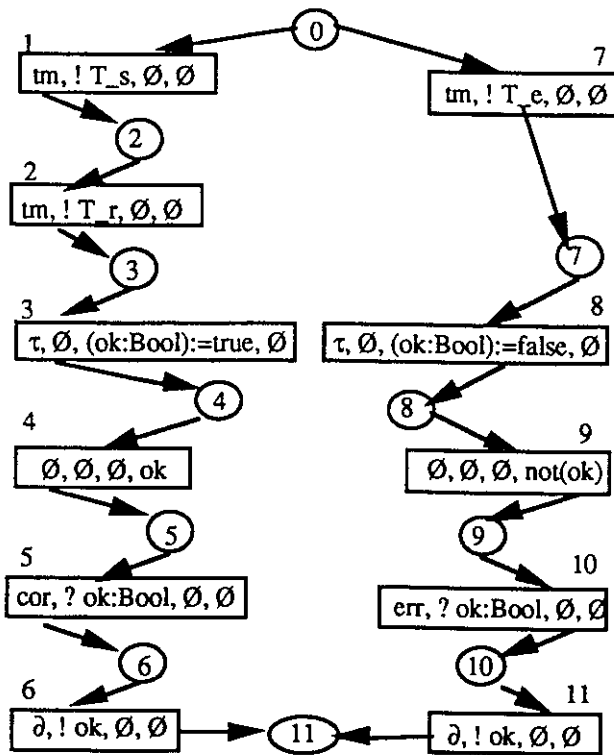 0
1
7
tm, ! T_s, Ø, Ø
tm, ! T_e, Ø, Ø
2
2
tm, ! T_r, Ø, Ø
3
7
3
8
τ, Ø, (ok:Bool):=true, Ø
τ, Ø, (ok:Bool):=false, Ø
4
8
4
9
Ø, Ø, Ø, ok
Ø, Ø, Ø, not(ok)
5
9
5
10
cor, ? ok:Bool, Ø, Ø
err, ? ok:Bool, Ø, Ø
6
10
6
11
∂, ! ok, Ø, Ø
11
∂, ! ok, Ø, Ø